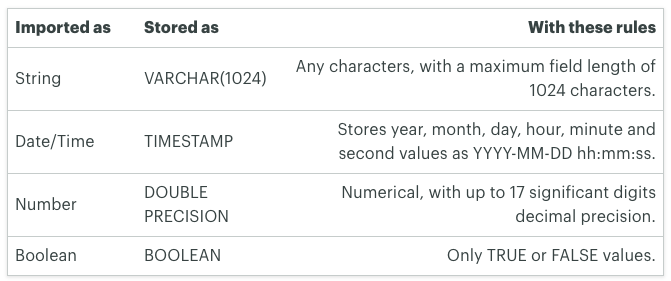 Imported as Stored as With these rules
String VARCHAR(1024) Any characters, with a maximum field length of
1024 characters.
Date/Time TIMESTAMP Stores year, month, day, hour, minute and
second values as YYYY-MM-DD hh:mm:ss.
Number DOUBLE
PRECISION Numerical, with up to 17 significant digits
decimal precision.
Boolean BOOLEAN Only TRUE or FALSE values.